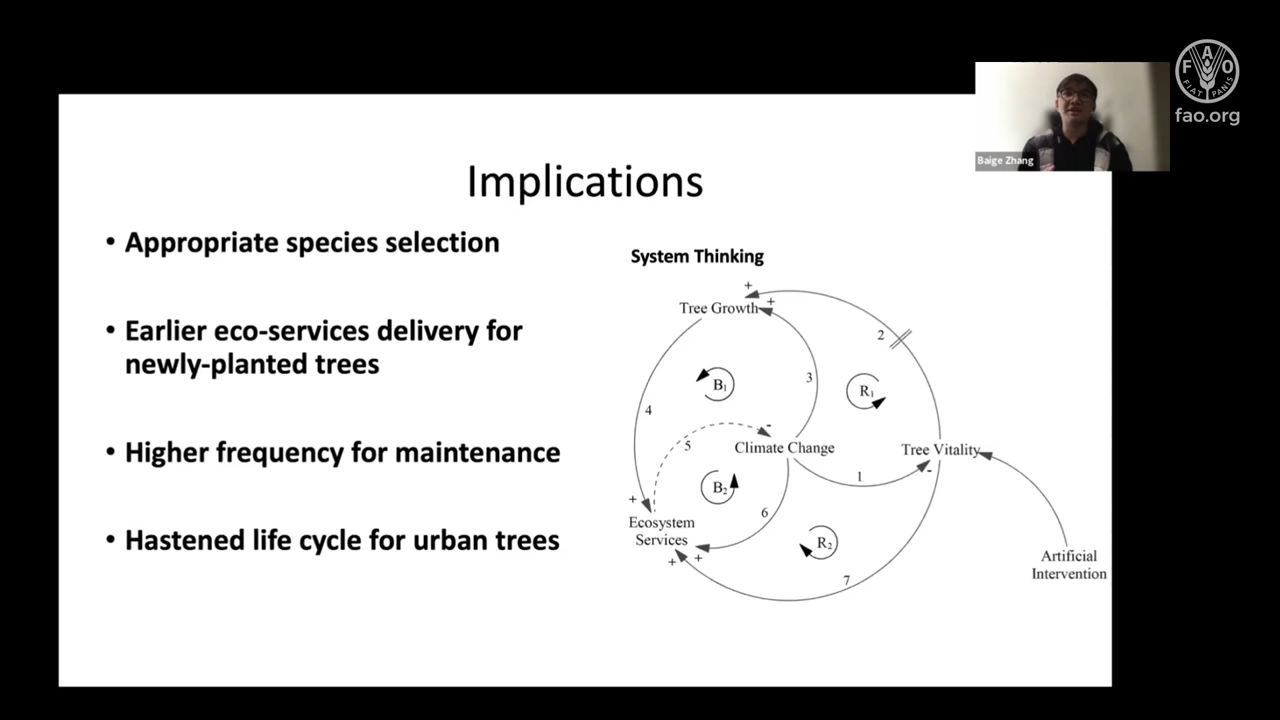 F A O
FIAT PANIS
fao.org
Baige Zhang
Implications
• Appropriate species selection
• Earlier eco-services delivery for
newly-planted trees
• Higher frequency for maintenance
• Hastened life cycle for urban trees
System Thinking
+
Tree Growth +
2
B1
3
R1
4
-
5
Climate Change
Tree Vitality
-
1
B2
6
+
Ecosystem
Services
R2
+ +
7
Artificial
Intervention